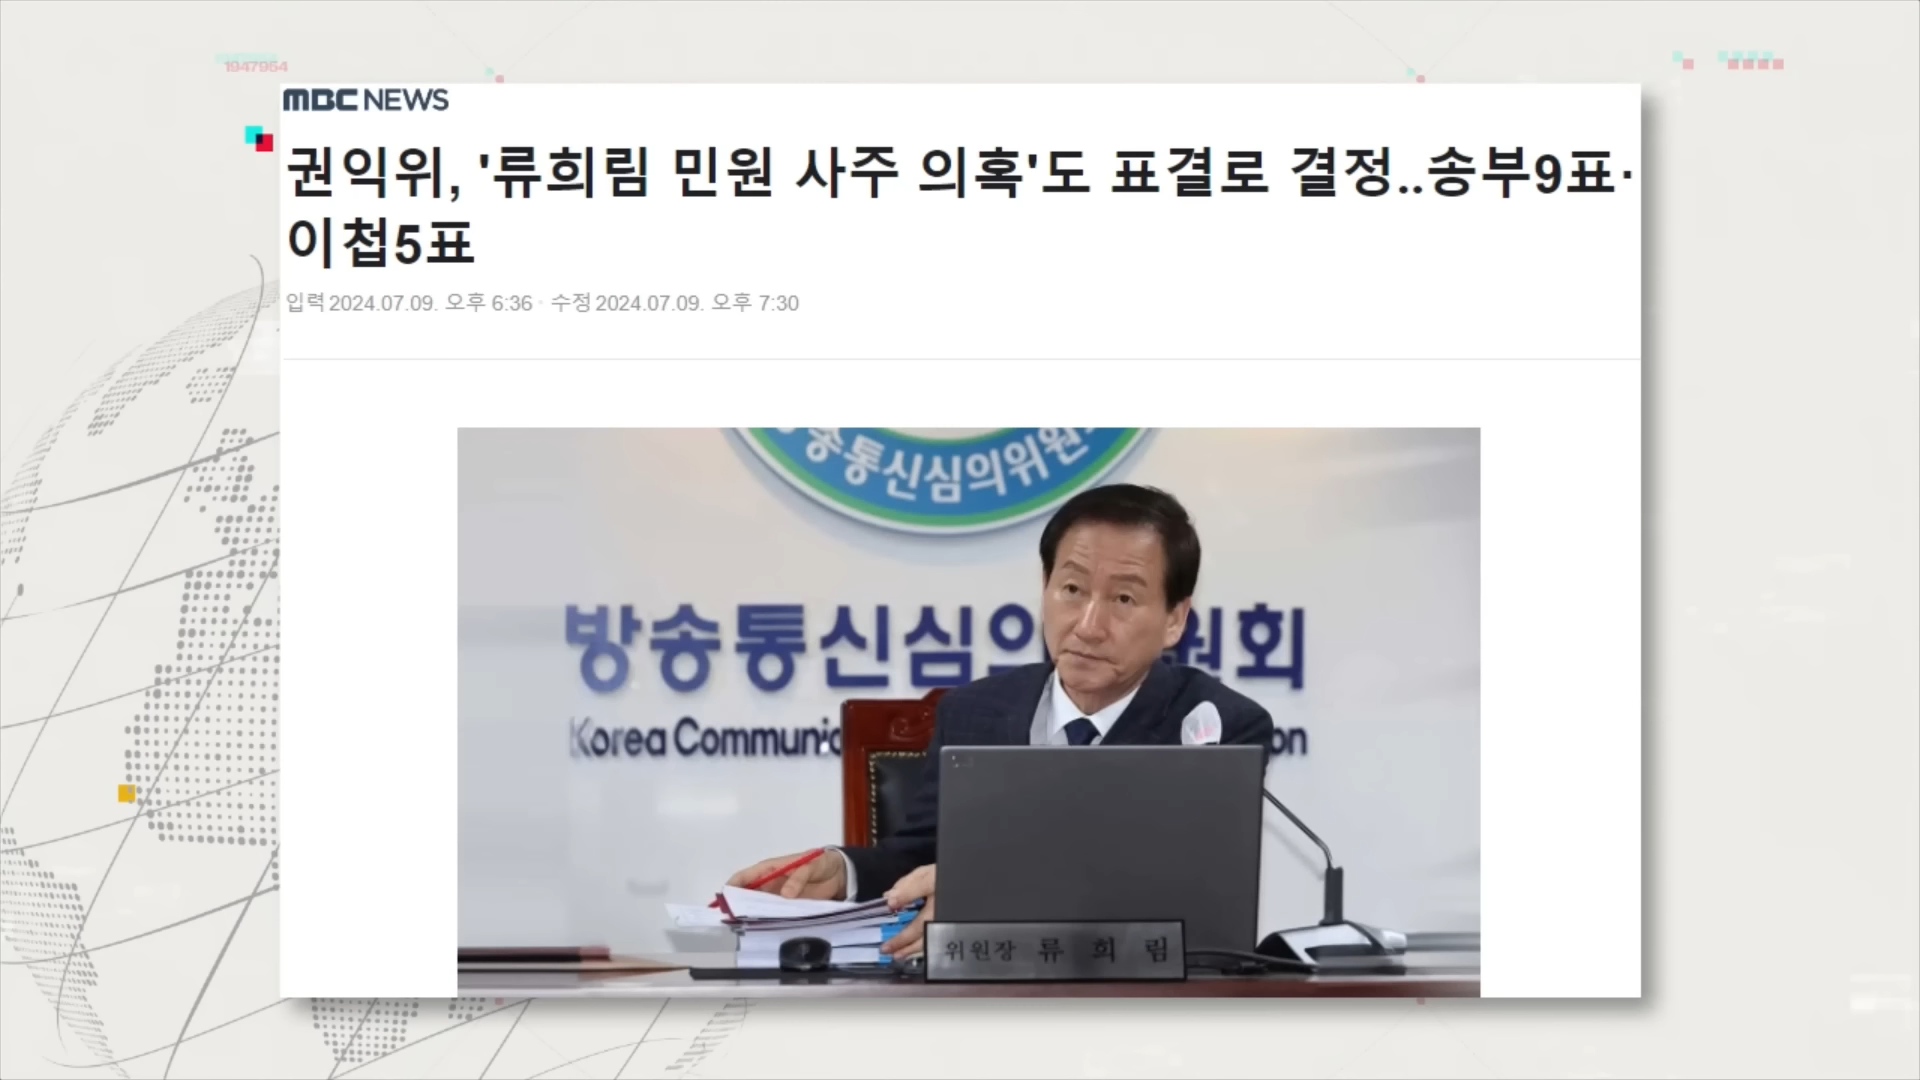 1947954
MBC NEWS
권익위, '류희림 민원 사주 의혹'도 표결로 결정..송부9표·
이첩5표
입력 2024.07.09. 오후 6:36 · 수정 2024.07.09. 오후 7:30
송통신심의위원
방송통신심의 원회
Korea Communic on
위원장 류 희 림